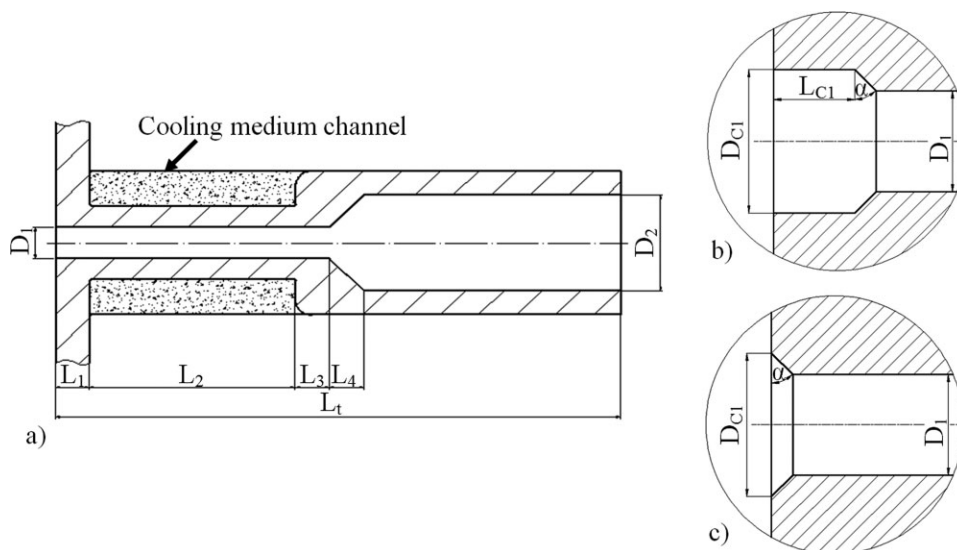 Cooling medium channel
D1
D2
L1
L2
L3
L4
Lt
a)
LC1
α
DC1
D1
b)
α
DC1
D1
c)